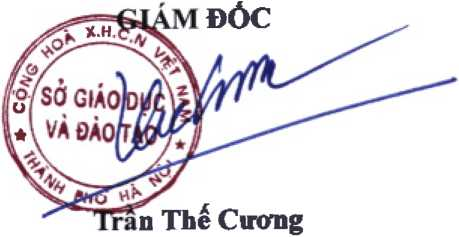 GIÁM ĐỐC
CỘNG HOÀ X.H.C.N VIỆT NAM
SỞ GIÁO DỤC
VÀ ĐÀO TẠO
THÀNH PHỐ HÀ NỘI
Trần Thế Cương